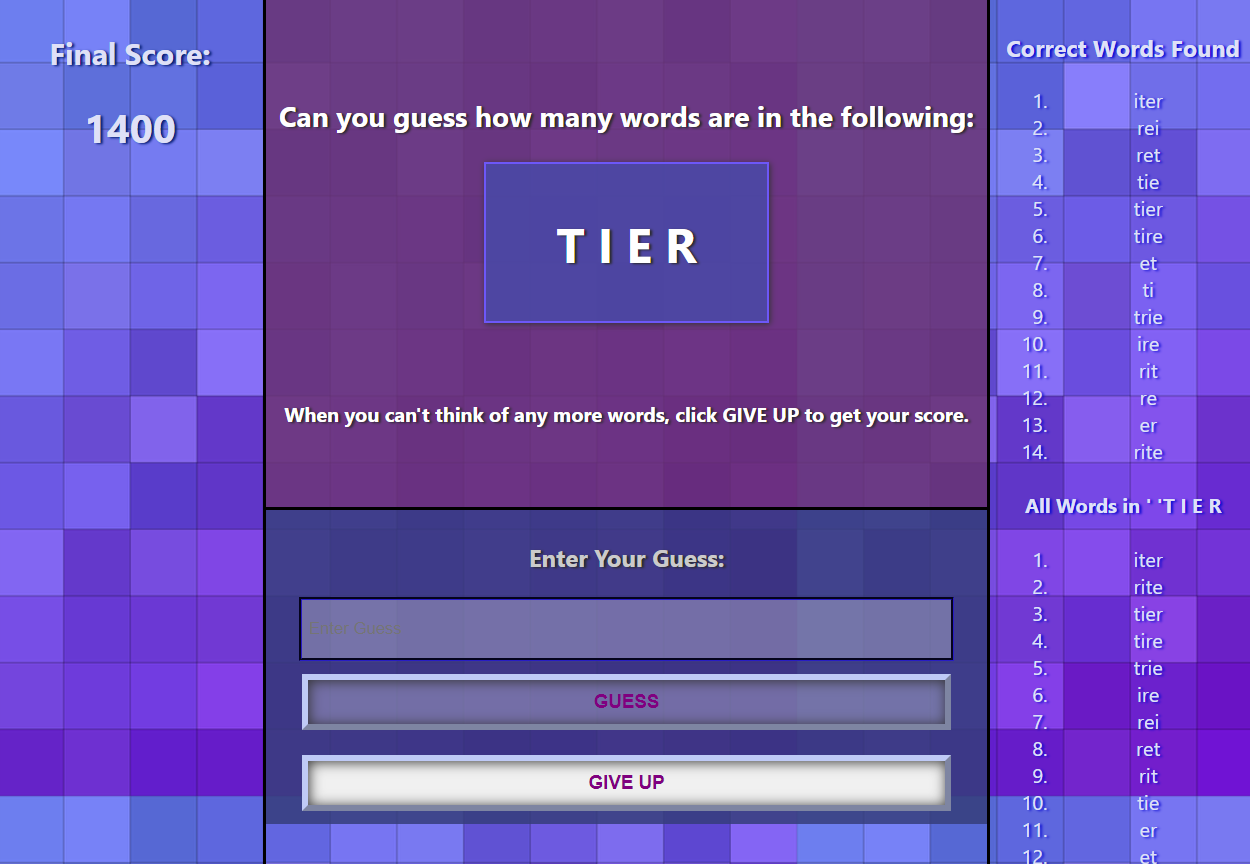 Final Score:
1400
Can you guess how many words are in the following:
T I E R
When you can't think of any more words, click GIVE UP to get your score.
Enter Your Guess:
Enter Guess
GUESS
GIVE UP
Correct Words Found
1. iter
2. rei
3. ret
4. tie
5. tier
6. tire
7. et
8. ti
9. trie
10. ire
11. rit
12. re
13. er
14. rite
All Words in ' 'T I E R
1. iter
2. rite
3. tier
4. tire
5. trie
6. ire
7. rei
8. ret
9. rit
10. tie
11. er
12. et